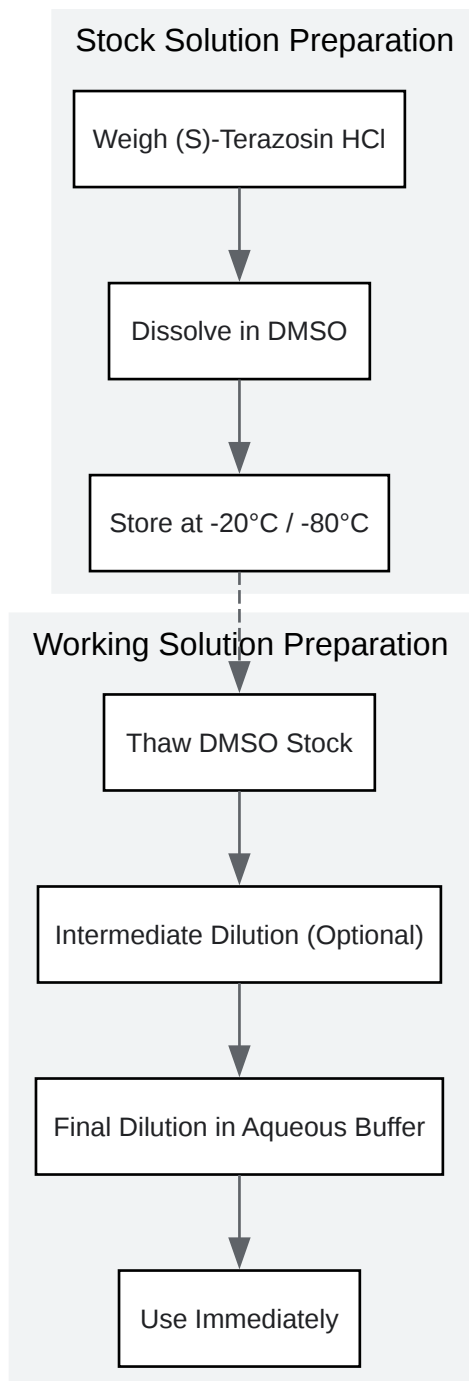 Stock Solution Preparation
Weigh (S)-Terazosin HCl
Dissolve in DMSO
Store at -20°C / -80°C
Working Solution Preparation
Thaw DMSO Stock
Intermediate Dilution (Optional)
Final Dilution in Aqueous Buffer
Use Immediately